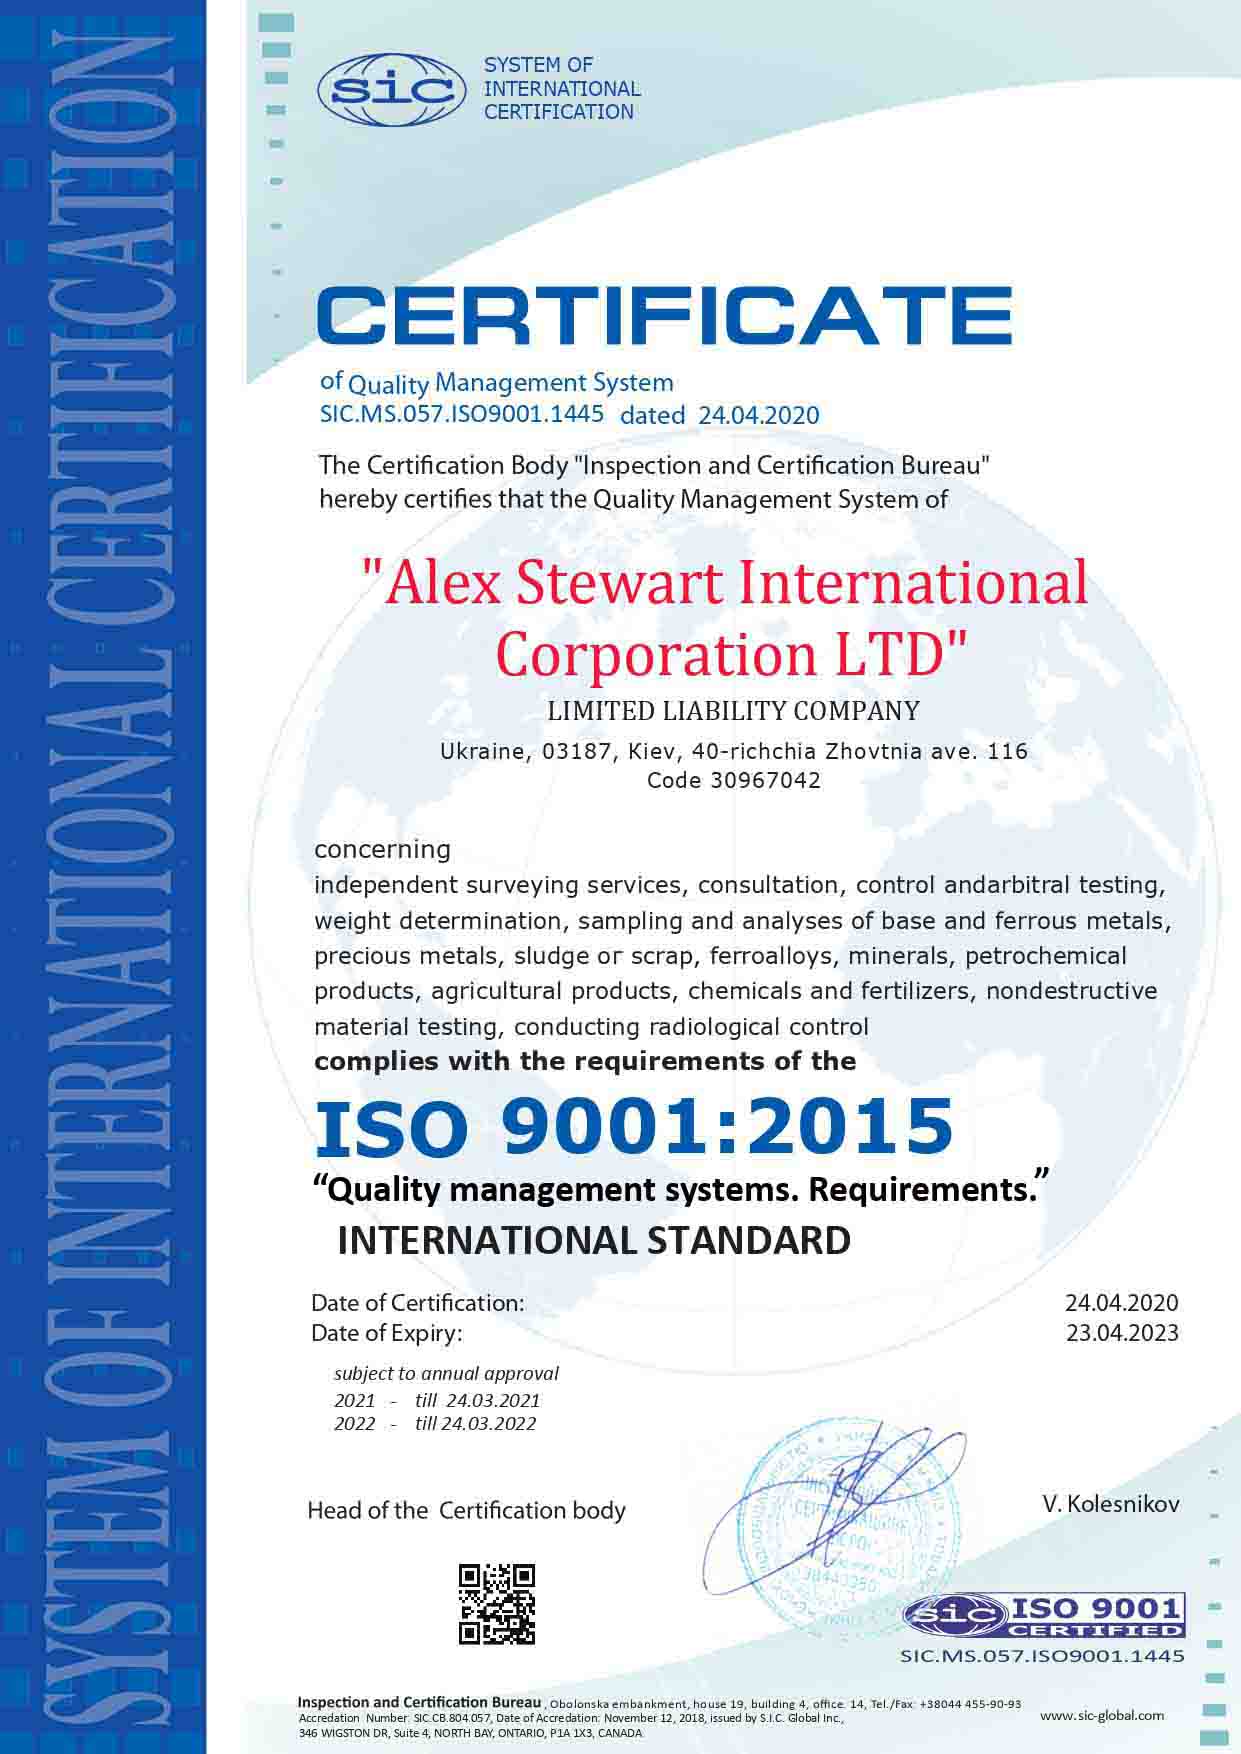 SYSTEM OF INTERNATIONAL CERTIFICATION
sic
SYSTEM OF
INTERNATIONAL
CERTIFICATION
CERTIFICATE
of Quality Management System
SIC.MS.057.ISO9001.1445 dated 24.04.2020
The Certification Body "Inspection and Certification Bureau"
hereby certifies that the Quality Management System of
"Alex Stewart International
Corporation LTD"
LIMITED LIABILITY COMPANY
Ukraine, 03187, Kiev, 40-richchia Zhovtnia ave. 116
Code 30967042
concerning
independent surveying services, consultation, control andarbitral testing,
weight determination, sampling and analyses of base and ferrous metals,
precious metals, sludge or scrap, ferroalloys, minerals, petrochemical
products, agricultural products, chemicals and fertilizers, nondestructive
material testing, conducting radiological control
complies with the requirements of the
ISO 9001:2015
“Quality management systems. Requirements.”
INTERNATIONAL STANDARD
Date of Certification: 24.04.2020
Date of Expiry: 23.04.2023
subject to annual approval
2021 - till 24.03.2021
2022 - till 24.03.2022
Head of the Certification body
V. Kolesnikov
sic ISO 9001
CERTIFIED
SIC.MS.057.ISO9001.1445
Inspection and Certification Bureau, Obolonska embankment, house 19, building 4, office. 14, Tel./Fax: +38044 455-90-93
Accredation Number: SIC.CB.804.057, Date of Accredation: November 12, 2018, issued by S.I.C. Global Inc.,
346 WIGSTON DR, Suite 4, NORTH BAY, ONTARIO, P1A 1X3, CANADA
www.sic-global.com